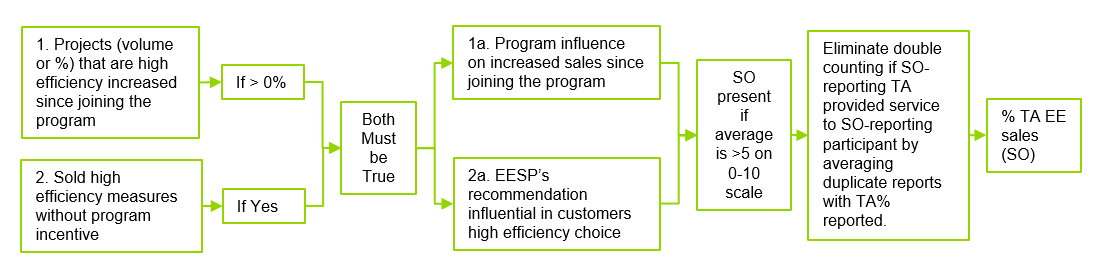 1. Projects (volume
or %) that are high
efficiency increased
since joining the
program
If > 0%
2. Sold high
efficiency measures
without program
incentive
If Yes
Both
Must
be
True
1a. Program influence
on increased sales since
joining the program
2a. EESP's
recommendation
influential in customers
high efficiency choice
SO
present
if
average
is >5 on
0-10
scale
Eliminate double
counting if SO-
reporting TA
provided service
to SO-reporting
participant by
averaging
duplicate reports
with TA%
reported.
% TA EE
sales
(SO)